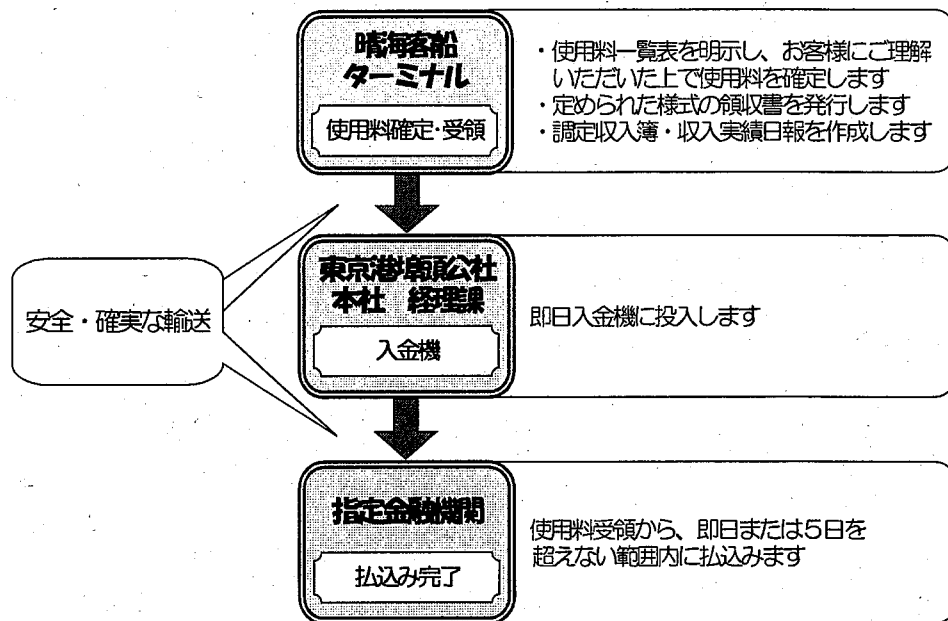 晴海客船
ターミナル
使用料確定・受領
・使用料一覧表を明示し、お客様にご理解
いただいた上で使用料を確定します
・定められた様式の領収書を発行します
・調定収入簿・収入実績日報を作成します
安全・確実な輸送
東京港埠頭公社
本社 経理課
入金機
即日入金機に投入します
指定金融機関
払込み完了
使用料受領から、即日または5日を
超えない範囲内に払込みます